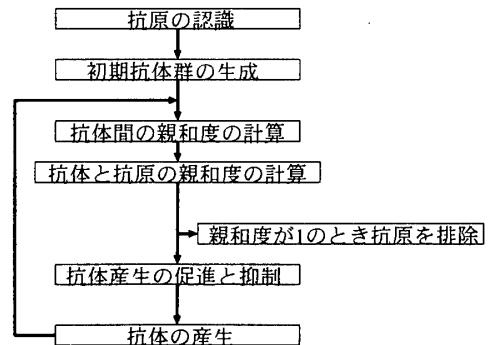 抗原の認識
初期抗体群の生成
抗体間の親和度の計算
抗体と抗原の親和度の計算
親和度が1のとき抗原を排除
抗体産生の促進と抑制
抗体の産生